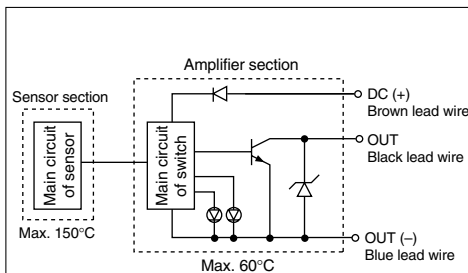 Amplifier section
Sensor section
Main circuit
of sensor
Max. 150°C
Main circuit
of switch
Max. 60°C
DC (+)
Brown lead wire
OUT
Black lead wire
OUT (–)
Blue lead wire